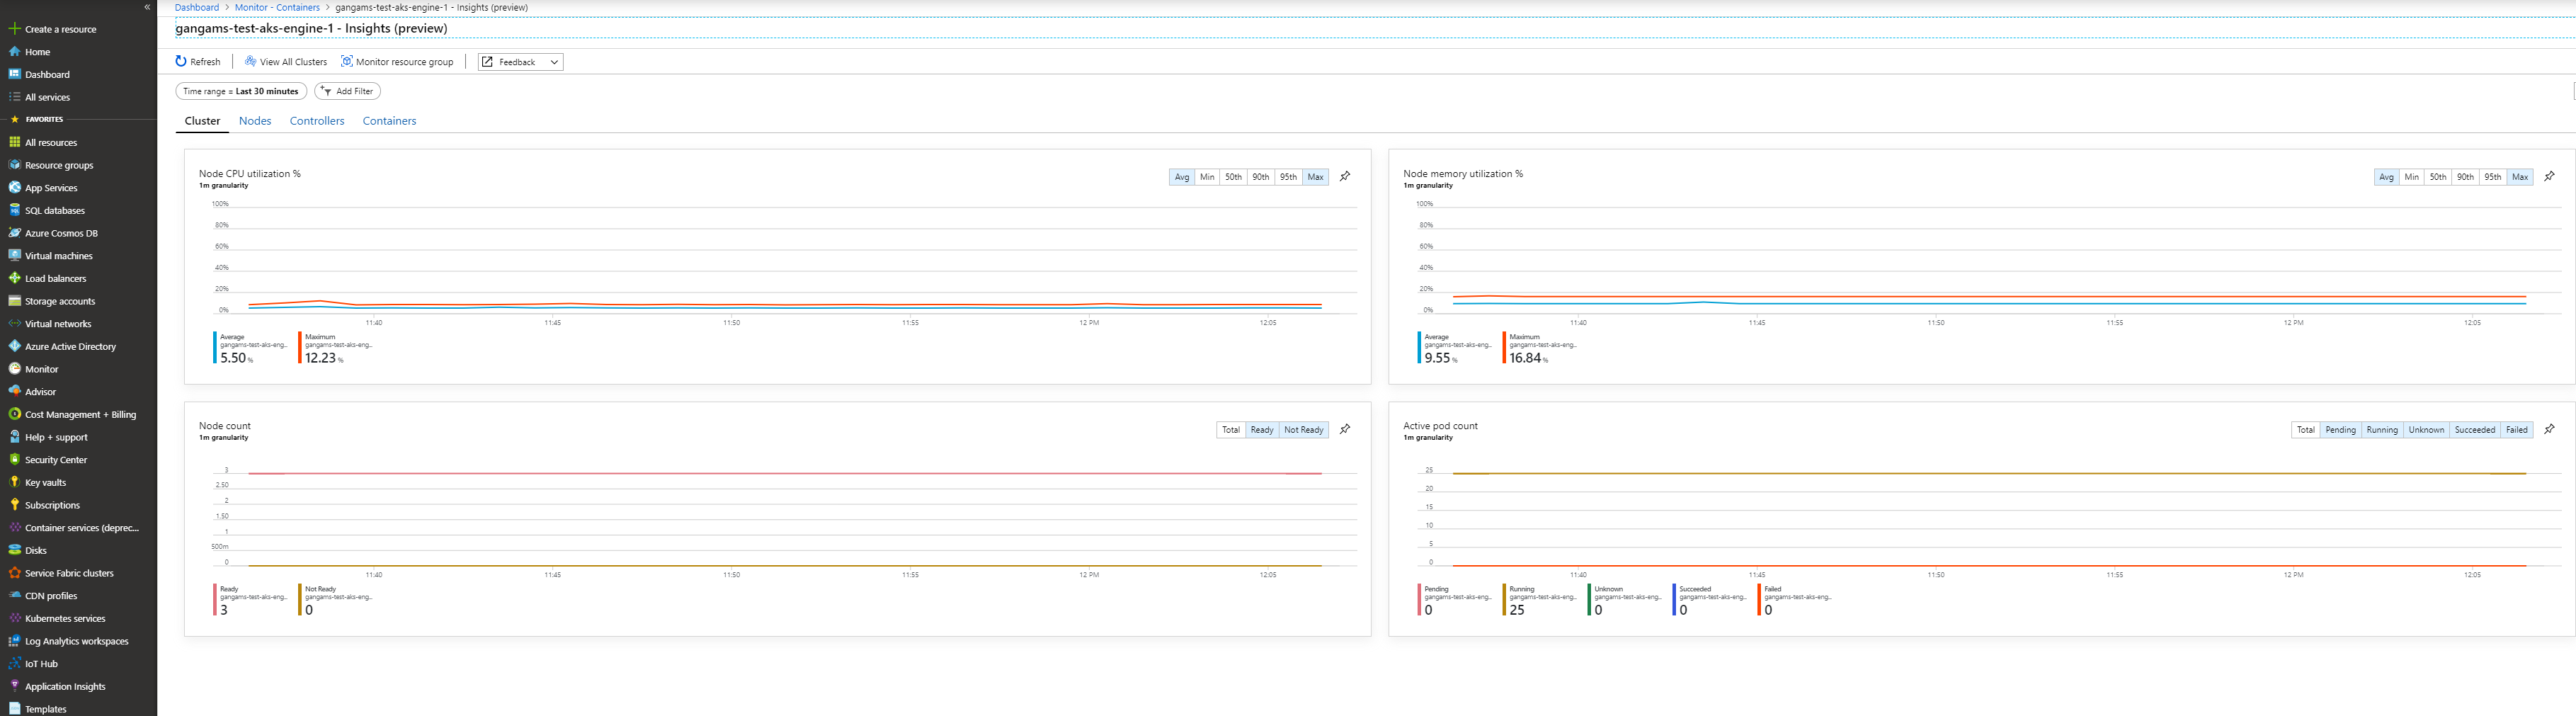 «
Create a resource
Home
Dashboard
All services
FAVORITES
All resources
Resource groups
App Services
SQL databases
Azure Cosmos DB
Virtual machines
Load balancers
Storage accounts
Virtual networks
Azure Active Directory
Monitor
Advisor
Cost Management + Billing
Help + support
Security Center
Key vaults
Subscriptions
Container services (deprec...
Disks
Service Fabric clusters
CDN profiles
Kubernetes services
Log Analytics workspaces
IoT Hub
Application Insights
Templates
Dashboard > Monitor - Containers > gangams-test-aks-engine-1 - Insights (preview)
gangams-test-aks-engine-1 - Insights (preview)
Refresh View All Clusters Monitor resource group Feedback
Time range = Last 30 minutes Add Filter
Cluster Nodes Controllers Containers
Node CPU utilization %
1m granularity
Avg Min 50th 90th 95th Max
100%
80%
60%
40%
20%
0%
11:40 11:45 11:50 11:55 12 PM 12:05
Average Maximum
gangams-test-aks-eng... gangams-test-aks-eng...
5.50 % 12.23 %
Node memory utilization %
1m granularity
Avg Min 50th 90th 95th Max
100%
80%
60%
40%
20%
0%
11:40 11:45 11:50 11:55 12 PM 12:05
Average Maximum
gangams-test-aks-eng... gangams-test-aks-eng...
9.55 % 16.84 %
Node count
1m granularity
Total Ready Not Ready
3
2.50
2
1.50
1
500m
0
11:40 11:45 11:50 11:55 12 PM 12:05
Ready Not Ready
gangams-test-aks-eng... gangams-test-aks-eng...
3 0
Active pod count
1m granularity
Total Pending Running Unknown Succeeded Failed
25
20
15
10
5
0
11:40 11:45 11:50 11:55 12 PM 12:05
Pending Running Unknown Succeeded Failed
gangams-test-aks-eng... gangams-test-aks-eng... gangams-test-aks-eng... gangams-test-aks-eng... gangams-test-aks-eng...
0 25 0 0 0